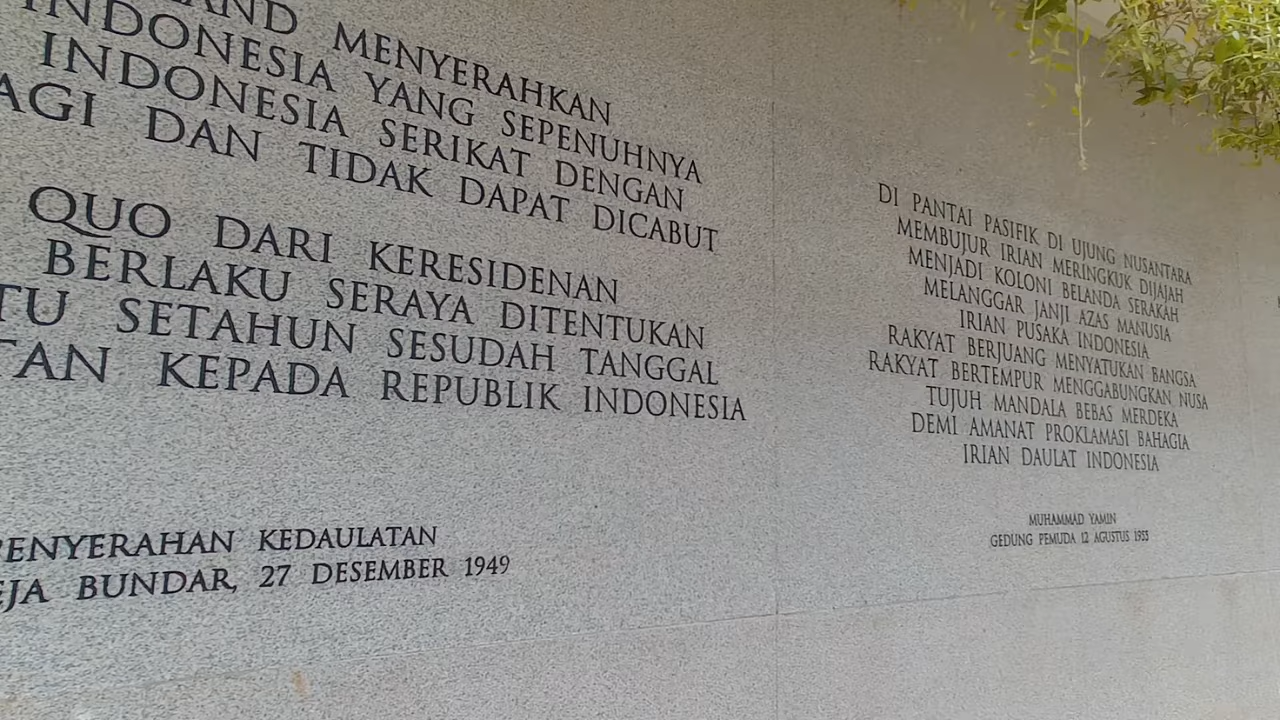 MENYERAHKAN
INDONESIA YANG SEPENUHNYA
INDONESIA SERIKAT DENGAN
DAN TIDAK DAPAT DICABUT
QUO DARI KERESIDENAN
BERLAKU SERAYA DITENTUKAN
TU SETAHUN SESUDAH TANGGAL
TAN KEPADA REPUBLIK INDONESIA
PENYERAHAN KEDAULATAN
EJA BUNDAR, 27 DESEMBER 1949
DI PANTAI PASIFIK DI UJUNG NUSANTARA
MEMBUJUR IRIAN MERINGKUK DIJAJAH
MENJADI KOLONI BELANDA SERAKAH
MELANGGAR JANJI AZAS MANUSIA
IRIAN PUSAKA INDONESIA
RAKYAT BERJUANG MENYATUKAN BANGSA
RAKYAT BERTEMPUR MENGGABUNGKAN NUSA
TUJUH MANDALA BEBAS MERDEKA
DEMI AMANAT PROKLAMASI BAHAGIA
IRIAN DAULAT INDONESIA
MUHAMMAD YAMIN
GEDUNG PEMUDA 12 AGUSTUS 1955